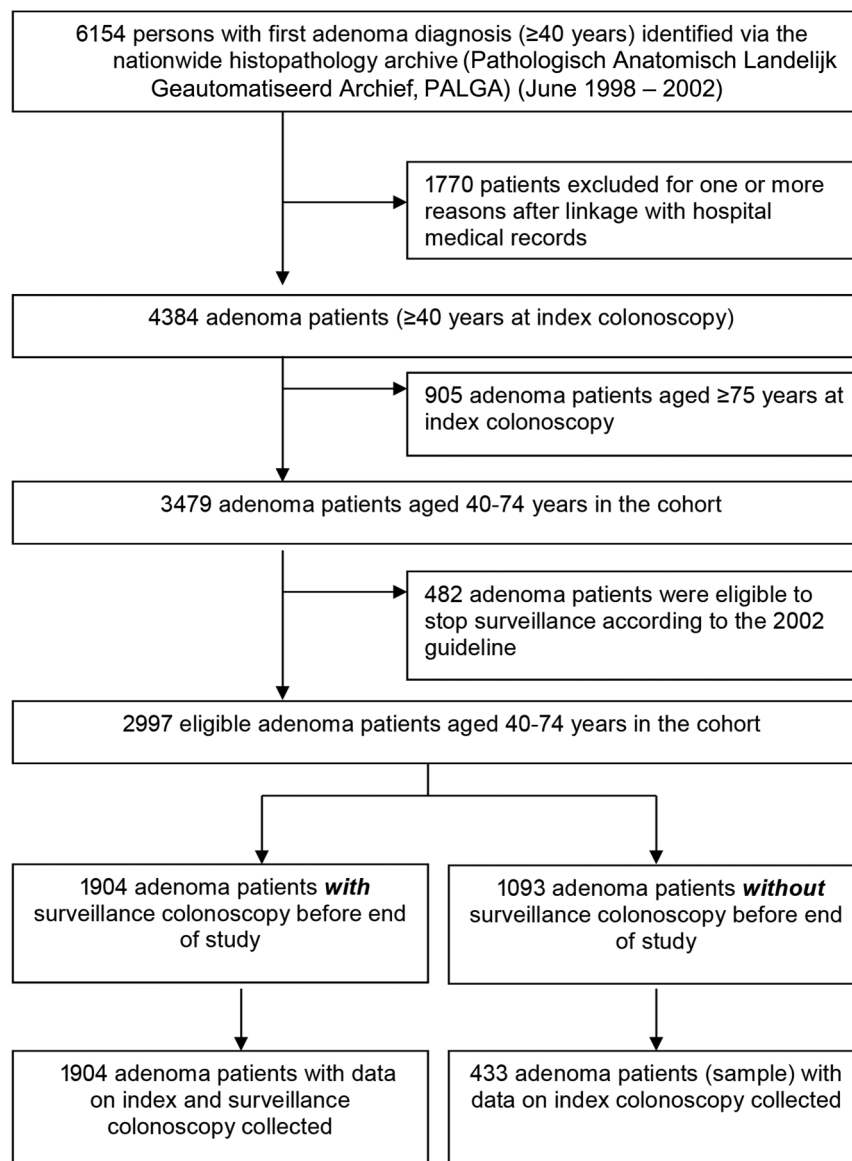 6154 persons with first adenoma diagnosis (≥40 years) identified via the
nationwide histopathology archive (Pathologisch Anatomisch Landelijk
Geautomatiseerd Archief, PALGA) (June 1998 – 2002)
1770 patients excluded for one or more
reasons after linkage with hospital
medical records
4384 adenoma patients (≥40 years at index colonoscopy)
905 adenoma patients aged ≥75 years at
index colonoscopy
3479 adenoma patients aged 40-74 years in the cohort
482 adenoma patients were eligible to
stop surveillance according to the 2002
guideline
2997 eligible adenoma patients aged 40-74 years in the cohort
1904 adenoma patients with
surveillance colonoscopy before end
of study
1093 adenoma patients without
surveillance colonoscopy before end
of study
1904 adenoma patients with data
on index and surveillance
colonoscopy collected
433 adenoma patients (sample) with
data on index colonoscopy collected